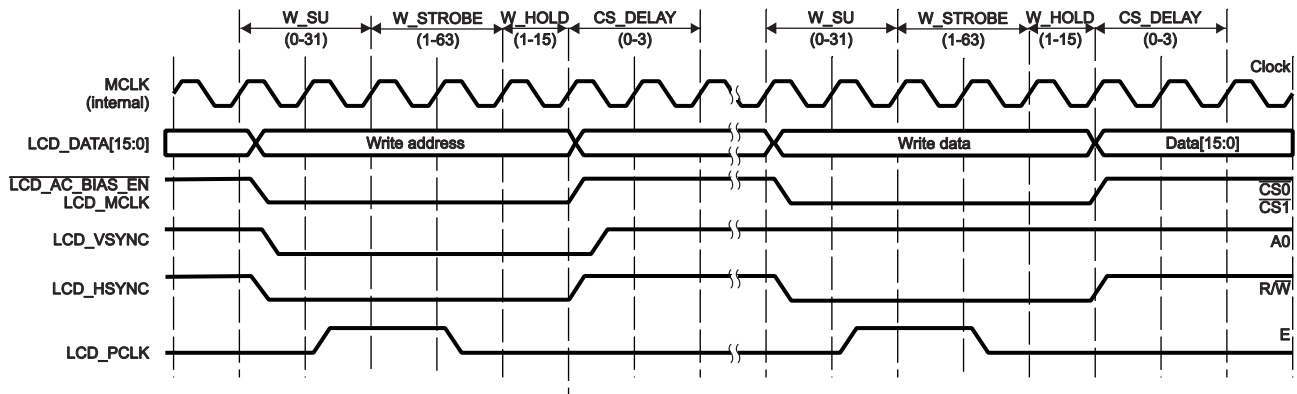 W_SU W_STROBE W_HOLD CS_DELAY W_SU W_STROBE W_HOLD CS_DELAY
(0-31) (1-63) (1-15) (0-3) (0-31) (1-63) (1-15) (0-3)
Clock
MCLK
(internal)
LCD_DATA[15:0] Write address Write data Data[15:0]
LCD_AC_BIAS_EN CS0
LCD_MCLK CS1
LCD_VSYNC A0
LCD_HSYNC R/W
LCD_PCLK E